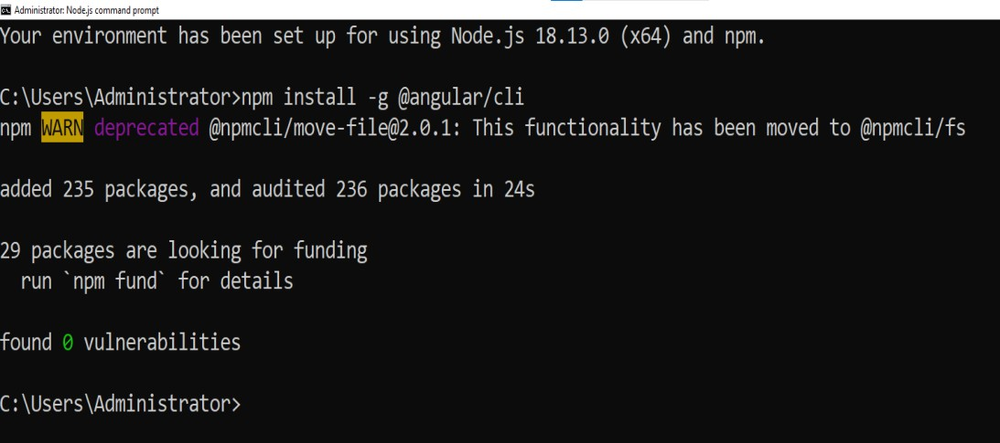 Administrator: Node.js command prompt
Your environment has been set up for using Node.js 18.13.0 (x64) and npm.
C:\Users\Administrator>npm install -g @angular/cli
npm WARN deprecated @npmcli/move-file@2.0.1: This functionality has been moved to @npmcli/fs
added 235 packages, and audited 236 packages in 24s
29 packages are looking for funding
  run `npm fund` for details
found 0 vulnerabilities
C:\Users\Administrator>